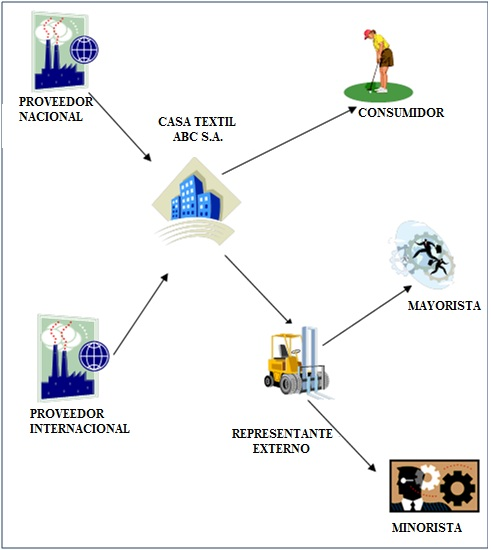 PROVEEDOR
NACIONAL
CASA TEXTIL
ABC S.A.
CONSUMIDOR
MAYORISTA
PROVEEDOR
INTERNACIONAL
REPRESENTANTE
EXTERNO
MINORISTA